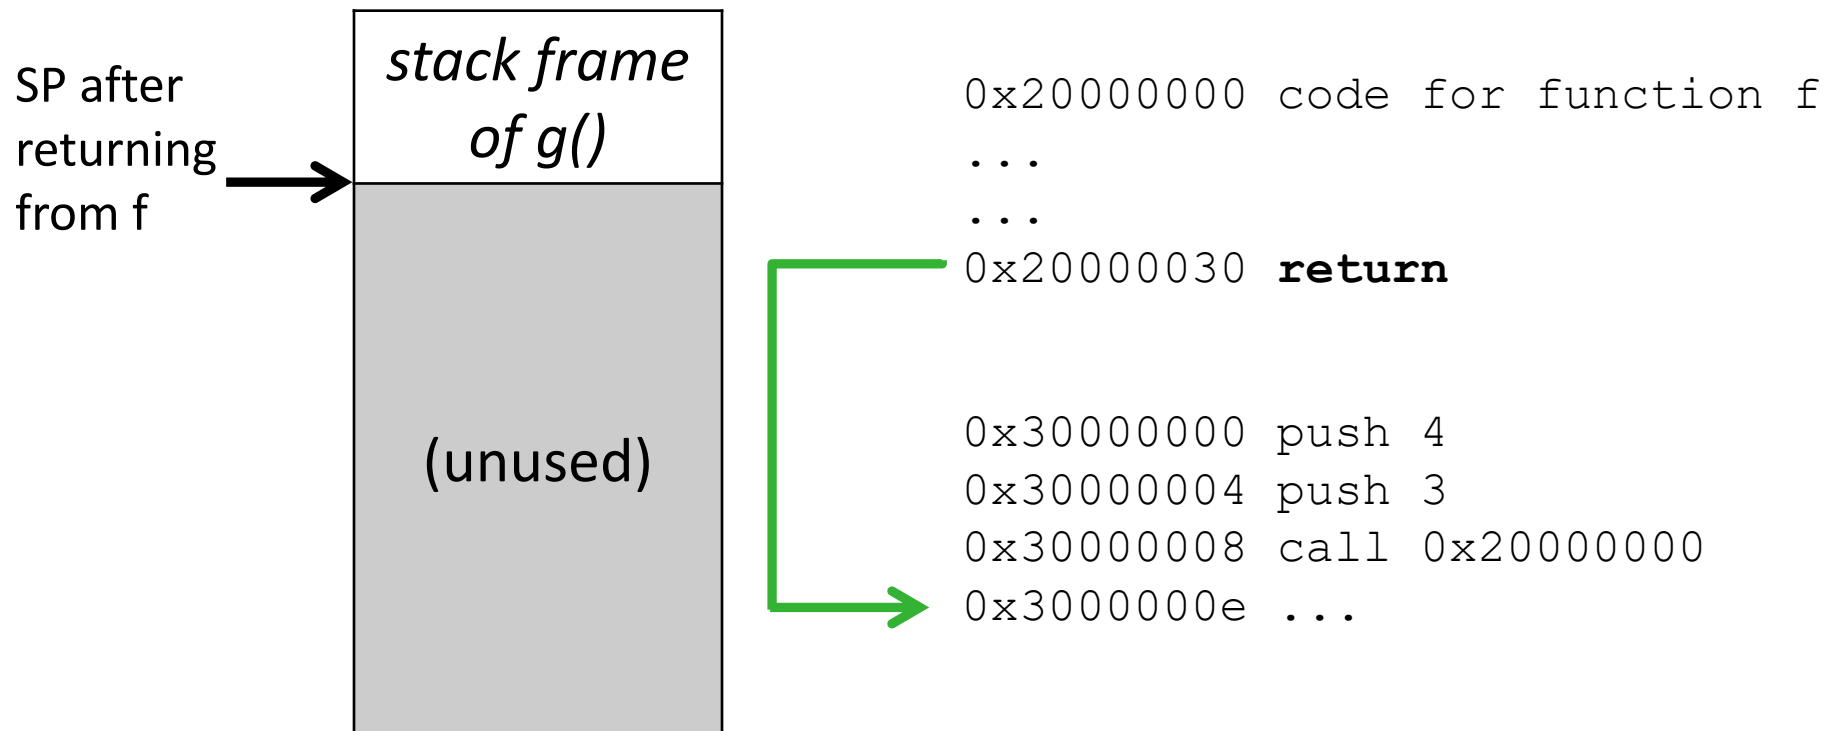 SP after
returning
from f
stack frame
of g()
(unused)
0x20000000 code for function f
...
...
0x20000030 return
0x30000000 push 4
0x30000004 push 3
0x30000008 call 0x20000000
0x3000000e ...